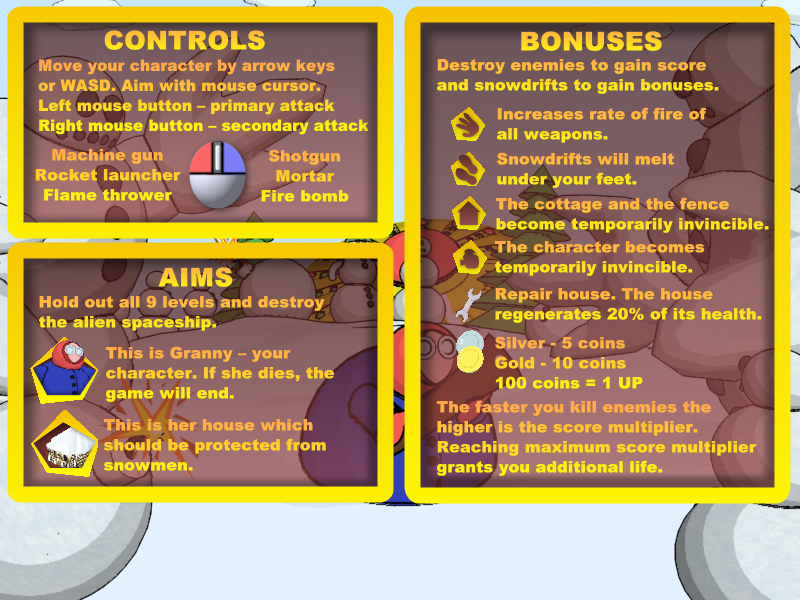 CONTROLS
Move your character by arrow keys
or WASD. Aim with mouse cursor.
Left mouse button – primary attack
Right mouse button – secondary attack
Machine gun
Rocket launcher
Flame thrower
Shotgun
Mortar
Fire bomb
AIMS
Hold out all 9 levels and destroy
the alien spaceship.
This is Granny – your
character. If she dies, the
game will end.
This is her house which
should be protected from
snowmen.
BONUSES
Destroy enemies to gain score
and snowdrifts to gain bonuses.
Increases rate of fire of
all weapons.
Snowdrifts will melt
under your feet.
The cottage and the fence
become temporarily invincible.
The character becomes
temporarily invincible.
Repair house. The house
regenerates 20% of its health.
Silver - 5 coins
Gold - 10 coins
100 coins = 1 UP
The faster you kill enemies the
higher is the score multiplier.
Reaching maximum score multiplier
grants you additional life.